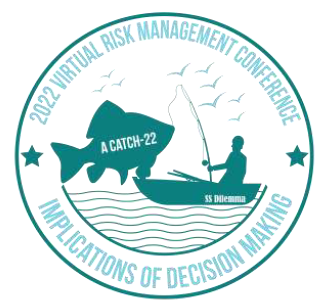 2022 VIRTUAL RISK MANAGEMENT CONFERENCE
A CATCH-22
SS Dilemma
IMPLICATIONS OF DECISION MAKING